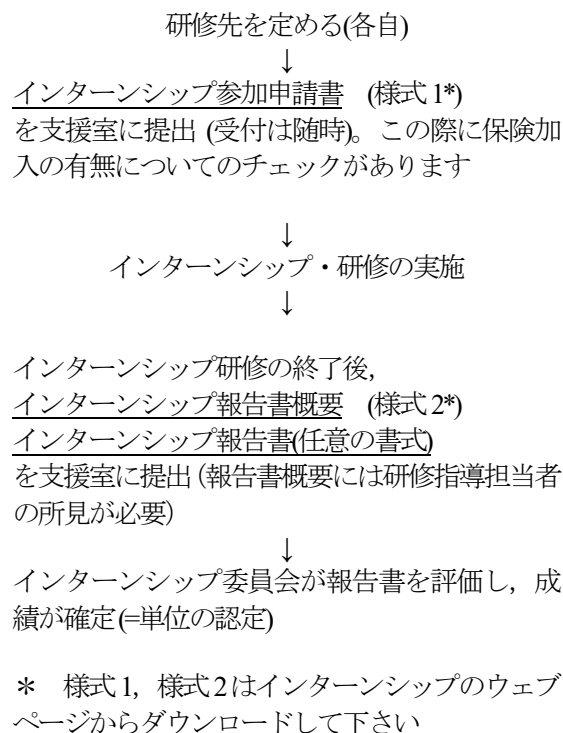 研修先を定める(各自)
↓
インターンシップ参加申請書　(様式1*)
を支援室に提出 (受付は随時)。この際に保険加
入の有無についてのチェックがあります
↓
インターンシップ・研修の実施
↓
インターンシップ研修の終了後,
インターンシップ報告書概要　(様式2*)
インターンシップ報告書(任意の書式)
を支援室に提出 (報告書概要には研修指導担当者
の所見が必要)
↓
インターンシップ委員会が報告書を評価し，成
績が確定(=単位の認定)
＊　様式1，様式2はインターンシップのウェブ
ページからダウンロードして下さい